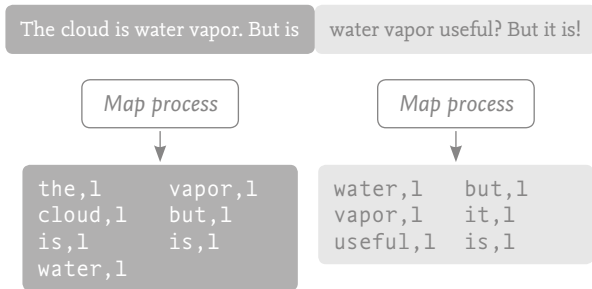 The cloud is water vapor. But is water vapor useful? But it is!
Map process Map process
the,1 vapor,1 water,1 but,1
cloud,1 but,1 vapor,1 it,1
is,1 is,1 useful,1 is,1
water,1